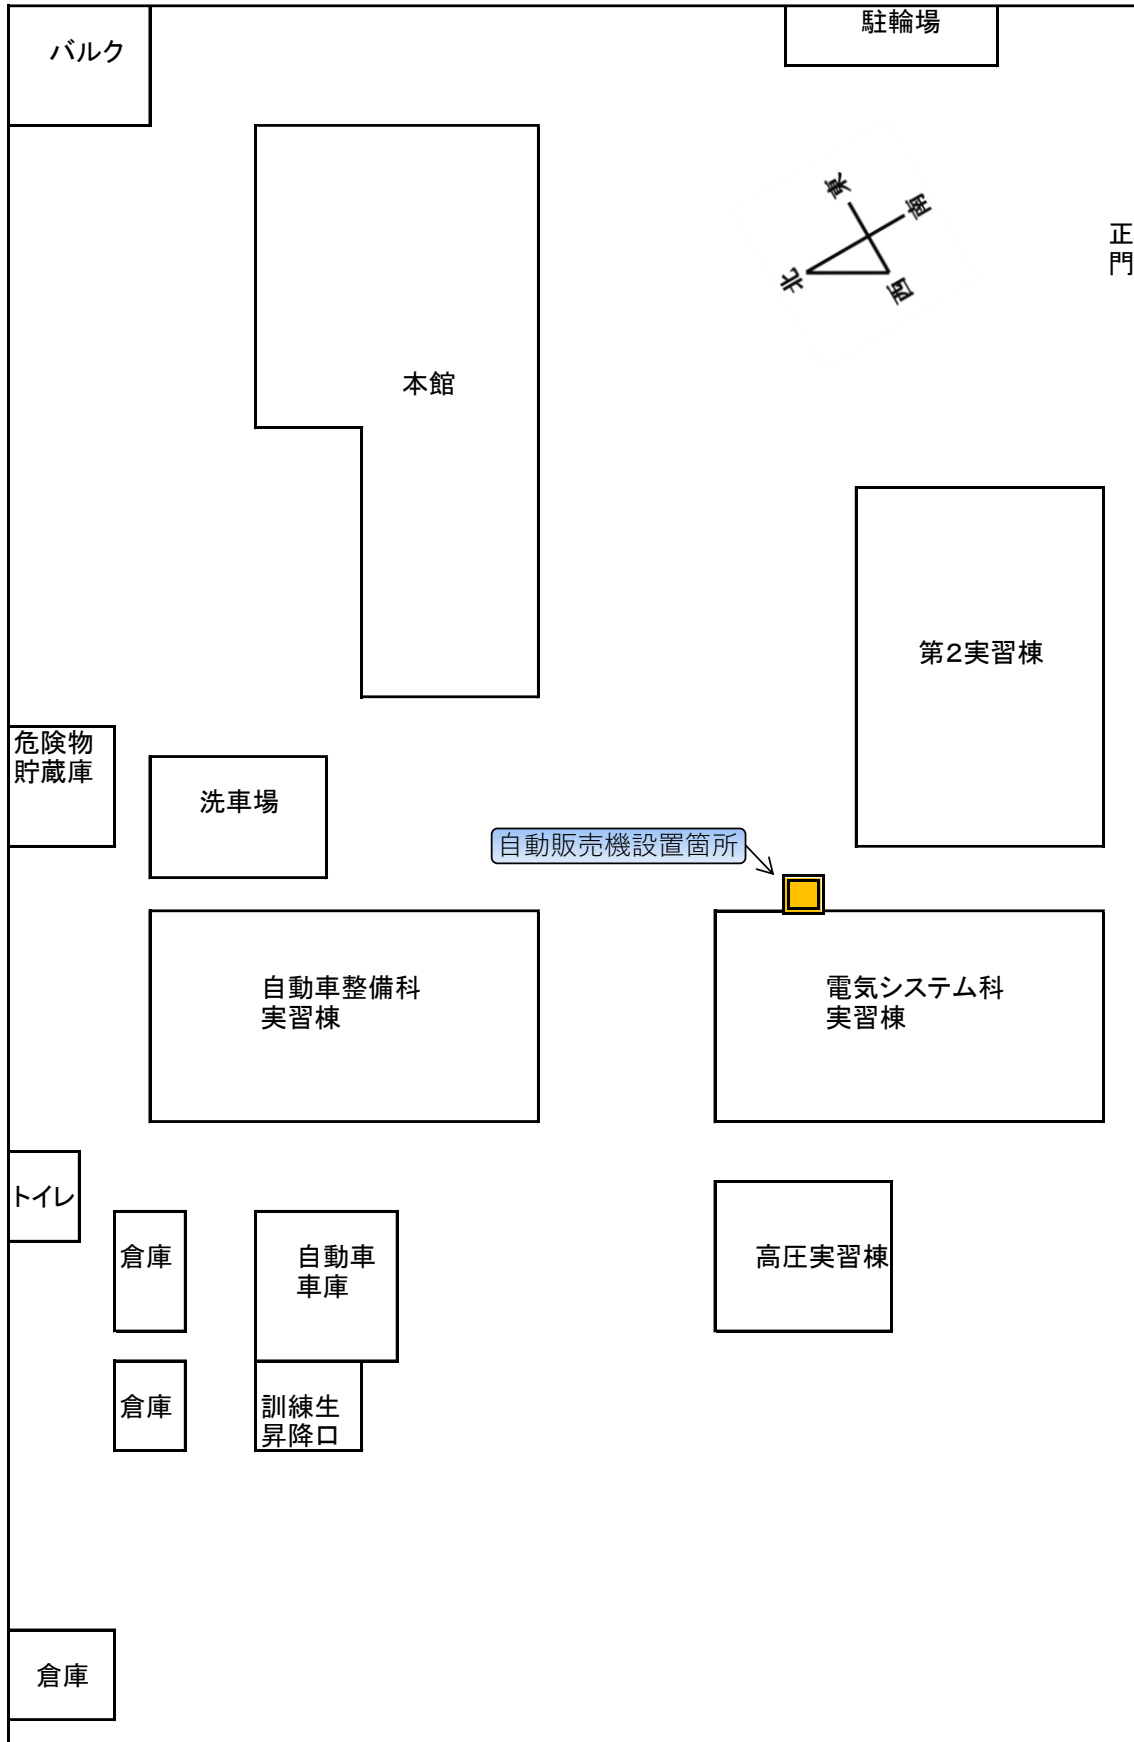 バルク
駐輪場
東
南
北
西
正
門
本館
第2実習棟
危険物
貯蔵庫
洗車場
自動販売機設置箇所
自動車整備科
実習棟
電気システム科
実習棟
トイレ
倉庫
自動車
車庫
高圧実習棟
倉庫
訓練生
昇降口
倉庫